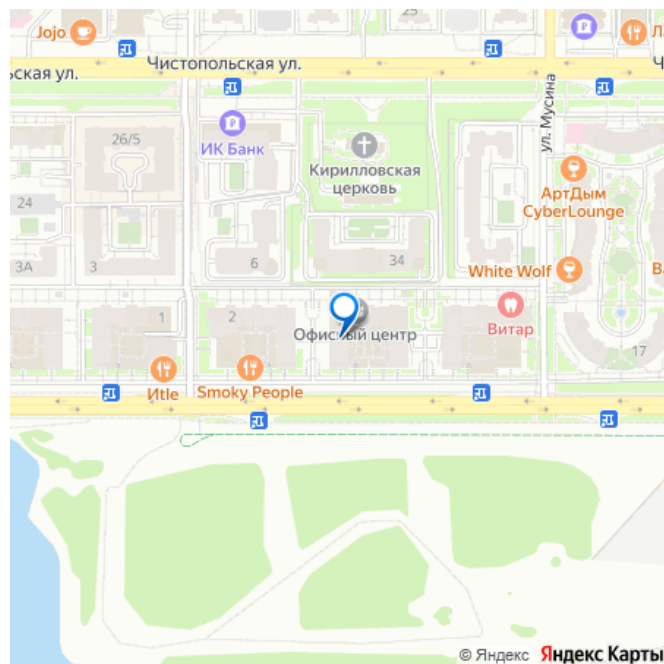 Jojo
25
Ла
ьская ул.
Чистопольская ул.
Ч
26/5
ИК Банк
Кирилловская
церковь
ул. Мусина
АртДым
CyberLounge
24
3А
3
6
34
White Wolf
Ва
1
2
Офисный центр
Витар
17
Itle
Smoky People
© Яндекс Яндекс Карты